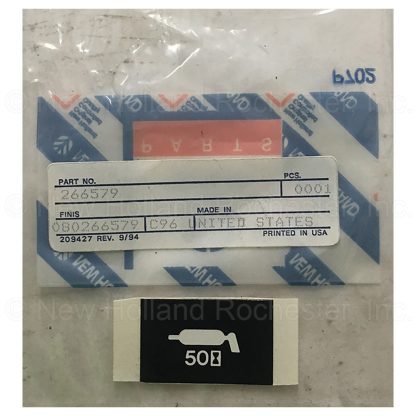 P702
PARTS
PART NO. PCS.
266579 0001
FINIS MADE IN
080266579 C96 UNITED STATES
209427 REV. 9/94 PRINTED IN USA
© New Holland Rochester, Inc.
50